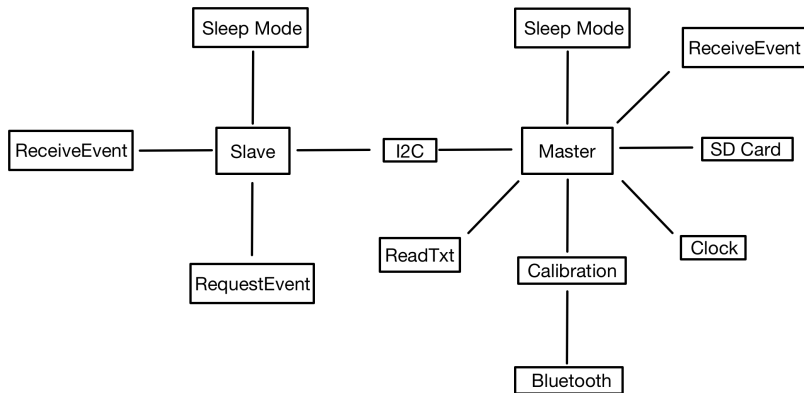 Sleep Mode
Sleep Mode
ReceiveEvent
ReceiveEvent
Slave
I2C
Master
SD Card
ReadTxt
Clock
RequestEvent
Calibration
Bluetooth